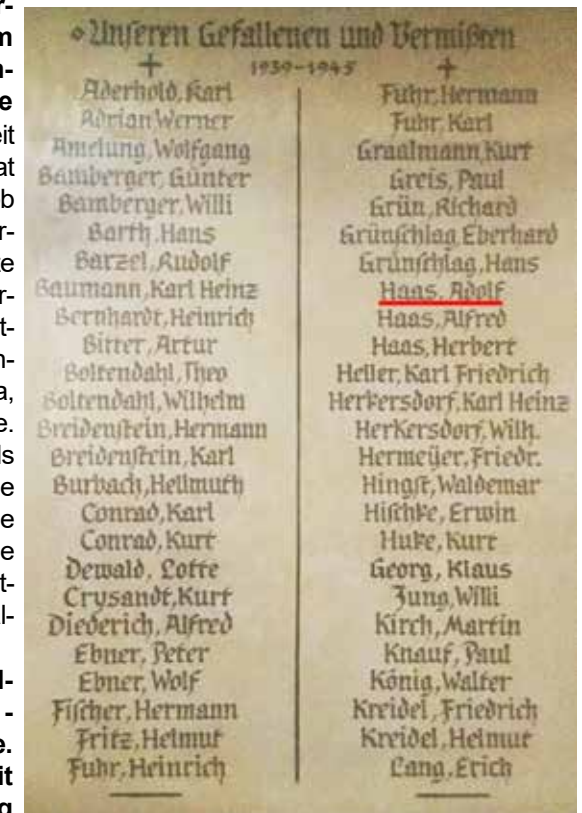 Unseren Gefallenen und Vermißten
1939-1945
Aderhold, Karl
Adrian Werner
Amelung, Wolfgang
Bamberger, Günter
Bamberger, Willi
Barth, Hans
Barzel, Rudolf
Baumann, Karl Heinz
Bernhardt, Heinrich
Bitter, Artur
Boltendahl, Theo
Boltendahl, Wilhelm
Breidenstein, Hermann
Breidenstein, Karl
Burbach, Hellmuth
Conrad, Karl
Conrad, Kurt
Dewald, Lotte
Crysandt, Kurt
Diederich, Alfred
Ebner, Peter
Ebner, Wolf
Fischer, Hermann
Fritz, Helmut
Fuhr, Heinrich
Fuhr, Hermann
Fuhr, Karl
Graalmann, Kurt
Greis, Paul
Grün, Richard
Grünschlag, Eberhard
Grünschlag, Hans
Haas, Adolf
Haas, Alfred
Haas, Herbert
Heller, Karl Friedrich
Herkersdorf, Karl Heinz
Herkersdorf, Wilh.
Hermeÿer, Friedr.
Hingst, Waldemar
Hischke, Erwin
Huke, Kurt
Georg, Klaus
Jung, Willi
Kirch, Martin
Knauf, Paul
König, Walter
Kreidel, Friedrich
Kreidel, Helmut
Lang, Erich